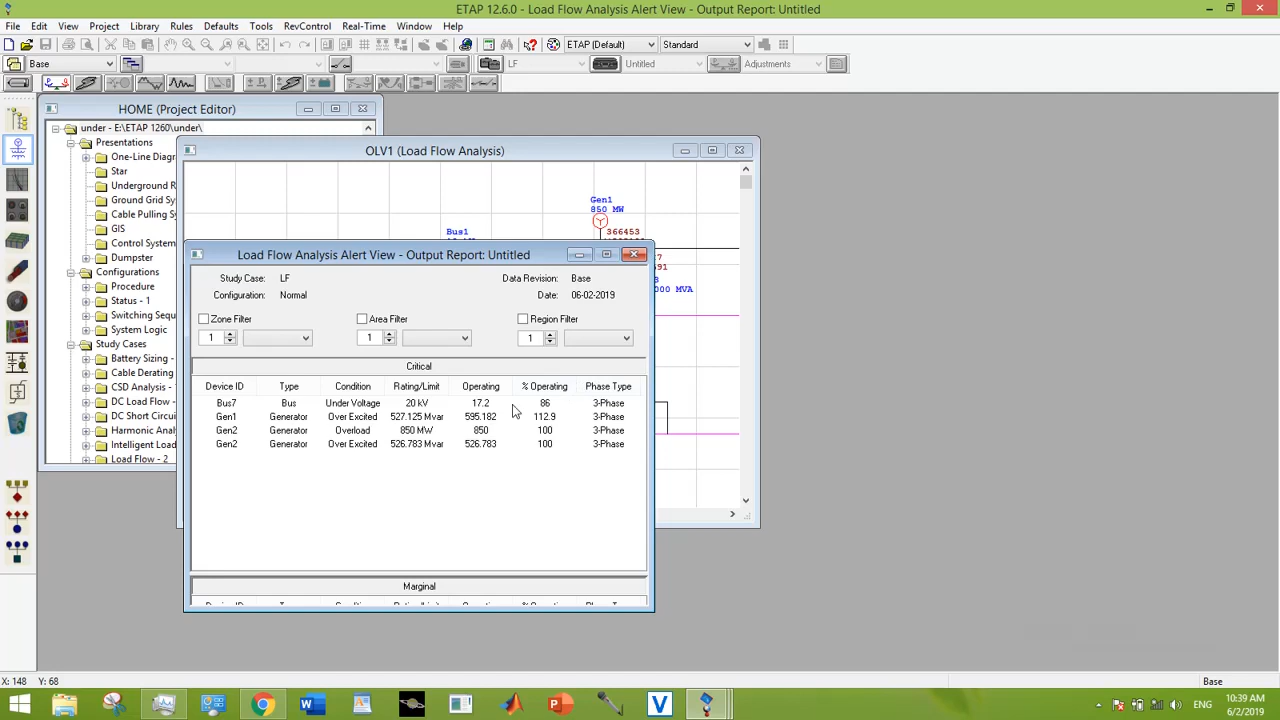 ETAP 12.6.0 - Load Flow Analysis Alert View - Output Report: Untitled
File Edit View Project Library Rules Defaults Tools RevControl Real-Time Window Help
ETAP (Default) Standard
Base LF Untitled Adjustments
HOME (Project Editor)
under - E:\ETAP 1260\under\
Presentations
One-Line Diagr
Star
Underground R
Ground Grid Sy
Cable Pulling Sy
GIS
Control System
Dumpster
Configurations
Procedure
Status - 1
Switching Sequ
System Logic
Study Cases
Battery Sizing -
Cable Derating
CSD Analysis -
DC Load Flow -
DC Short Circui
Harmonic Analy
Intelligent Load
Load Flow - 2
OLV1 (Load Flow Analysis)
Gen1
850 MW
366453
Bus1
7
691
000 MVA
Load Flow Analysis Alert View - Output Report: Untitled
Study Case: LF Data Revision: Base
Configuration: Normal Date: 06-02-2019
Zone Filter Area Filter Region Filter
1 1 1
Critical
Device ID Type Condition Rating/Limit Operating % Operating Phase Type
Bus7 Bus Under Voltage 20 kV 17.2 86 3-Phase
Gen1 Generator Over Excited 527.125 Mvar 595.182 112.9 3-Phase
Gen2 Generator Overload 850 MW 850 100 3-Phase
Gen2 Generator Over Excited 526.783 Mvar 526.783 100 3-Phase
Marginal
X: 148 Y: 68 Base
ENG
10:39 AM
6/2/2019